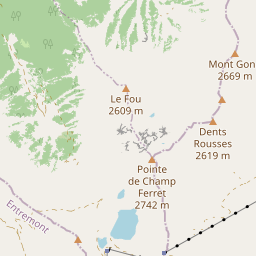 Mont Gon
2669 m
Le Fou
2609 m
Dents
Rousses
2619 m
Pointe
de Champ
Ferret
2742 m
Entremont